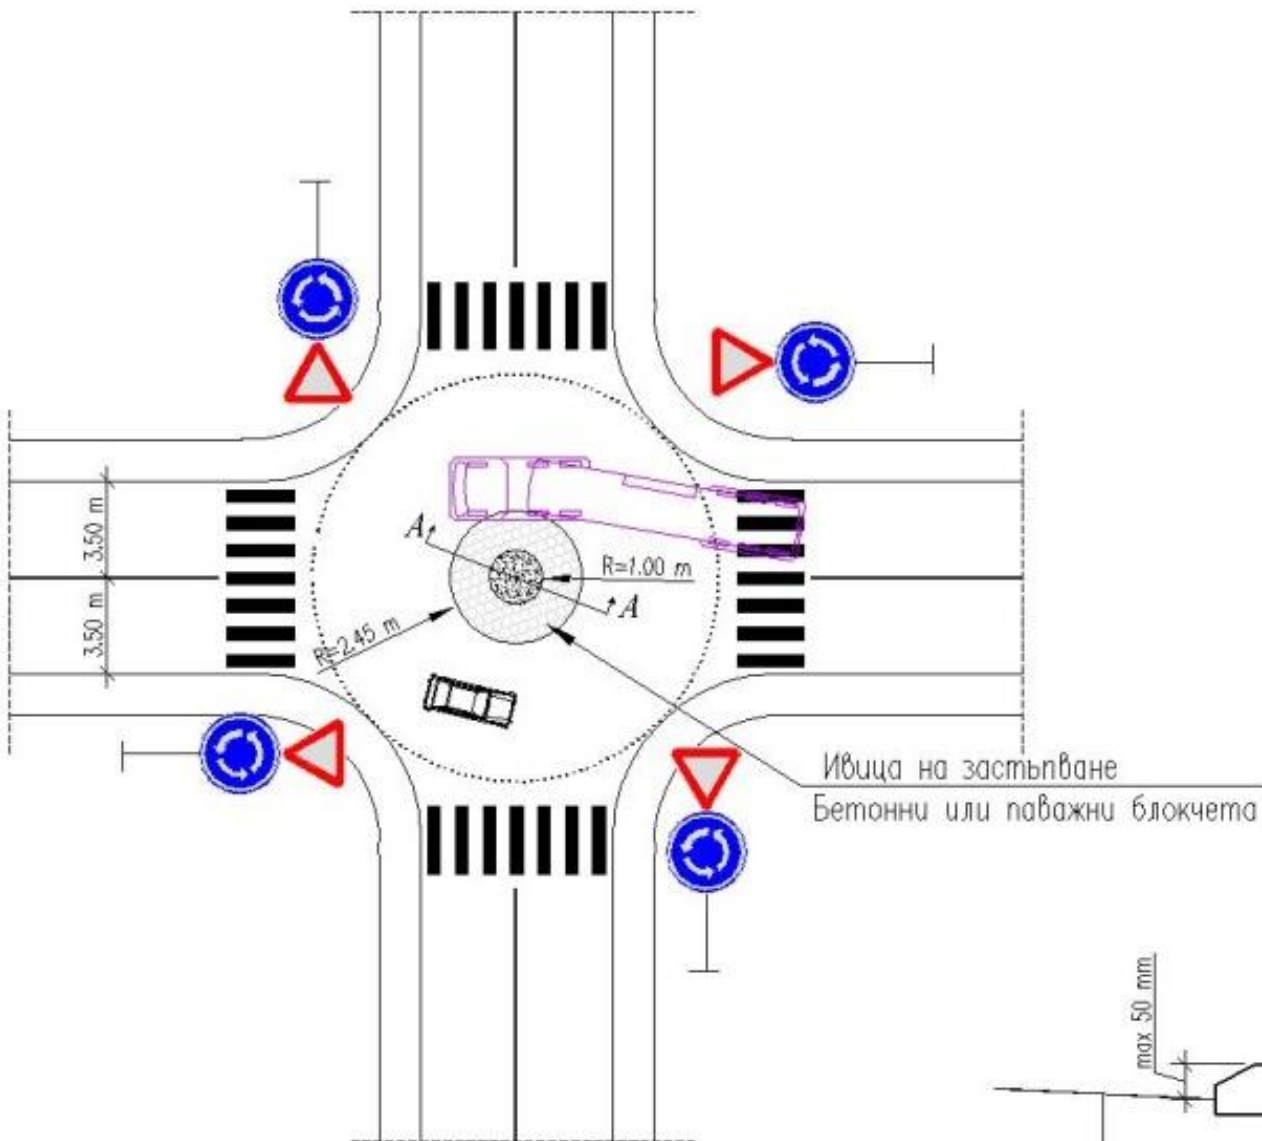 3.50 m
3.50 m
A
R=1.00 m
A
R=2.45 m
Ивица на застъпване
Бетонни или паважни блокчета
max 50 mm